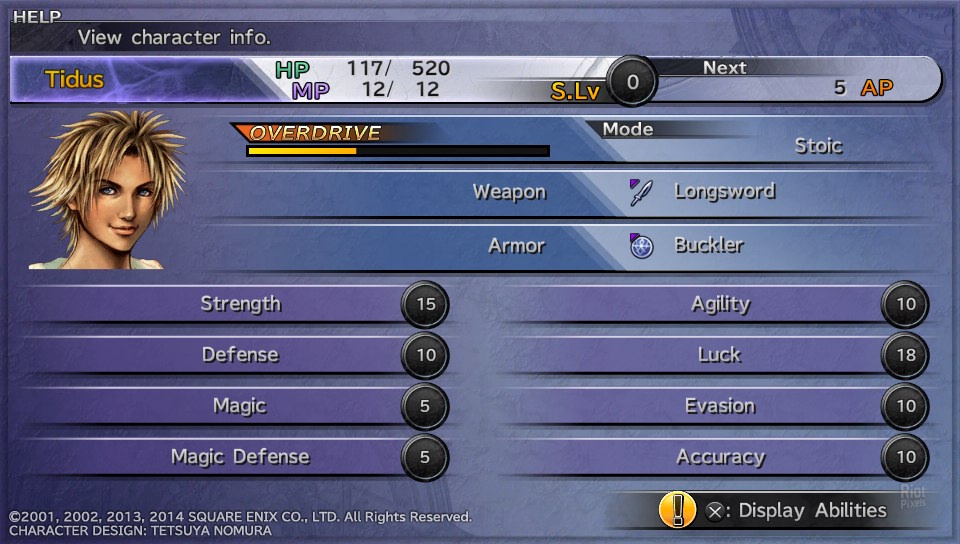 HELP
View character info.
Tidus
HP 117/ 520
MP 12/ 12
S.Lv 0
Next
5 AP
OVERDRIVE
Mode
Stoic
Weapon Longsword
Armor Buckler
Strength 15 Agility 10
Defense 10 Luck 18
Magic 5 Evasion 10
Magic Defense 5 Accuracy 10
Riot
Pixels
! ⓧ: Display Abilities
©2001, 2002, 2013, 2014 SQUARE ENIX CO., LTD. All Rights Reserved.
CHARACTER DESIGN: TETSUYA NOMURA